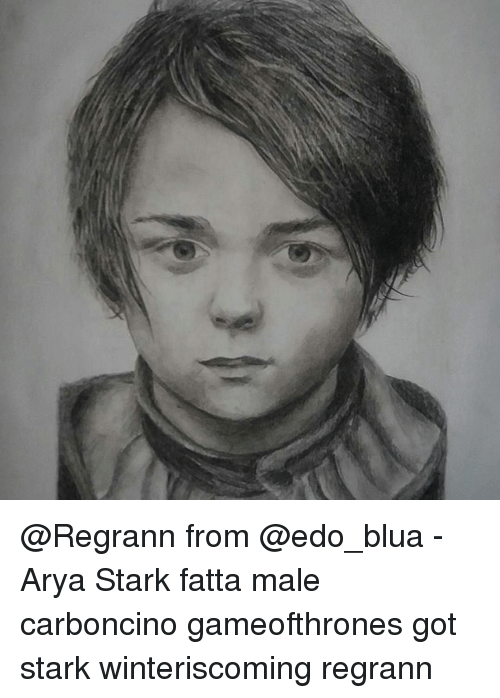 @Regrann from @edo_blua -
Arya Stark fatta male
carboncino gameofthrones got
stark winteriscoming regrann